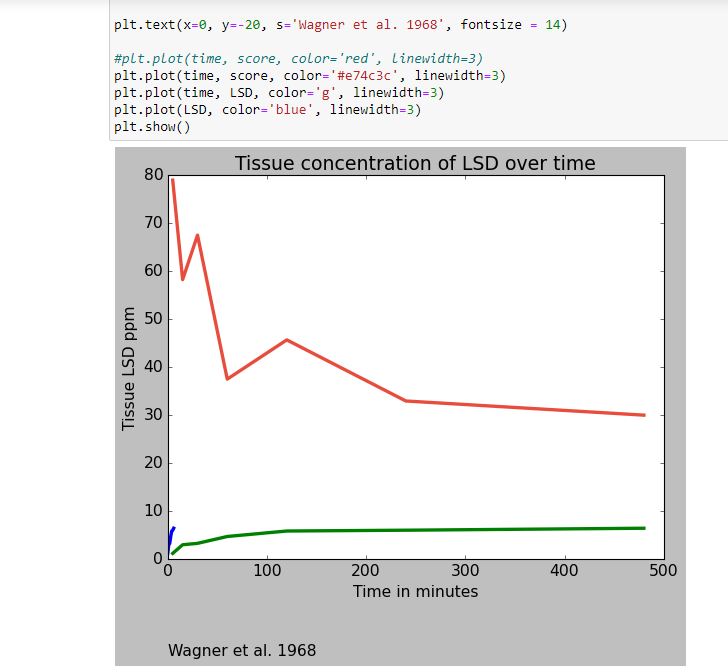 plt.text(x=0, y=-20, s='Wagner et al. 1968', fontsize = 14)
#plt.plot(time, score, color='red', linewidth=3)
plt.plot(time, score, color='#e74c3c', linewidth=3)
plt.plot(time, LSD, color='g', linewidth=3)
plt.plot(LSD, color='blue', linewidth=3)
plt.show()
Tissue concentration of LSD over time
80
70
60
50
40
30
20
10
0
Tissue LSD ppm
0 100 200 300 400 500
Time in minutes
Wagner et al. 1968